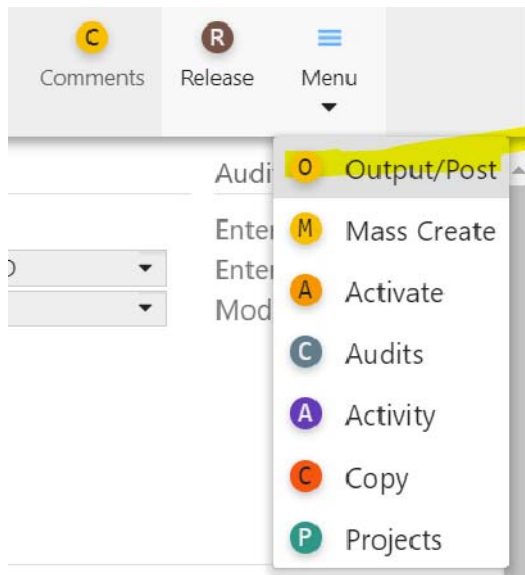 C R
Comments Release Menu
Audi O Output/Post
Enter M Mass Create
Enter
A Activate
Mod
C Audits
A Activity
C Copy
P Projects